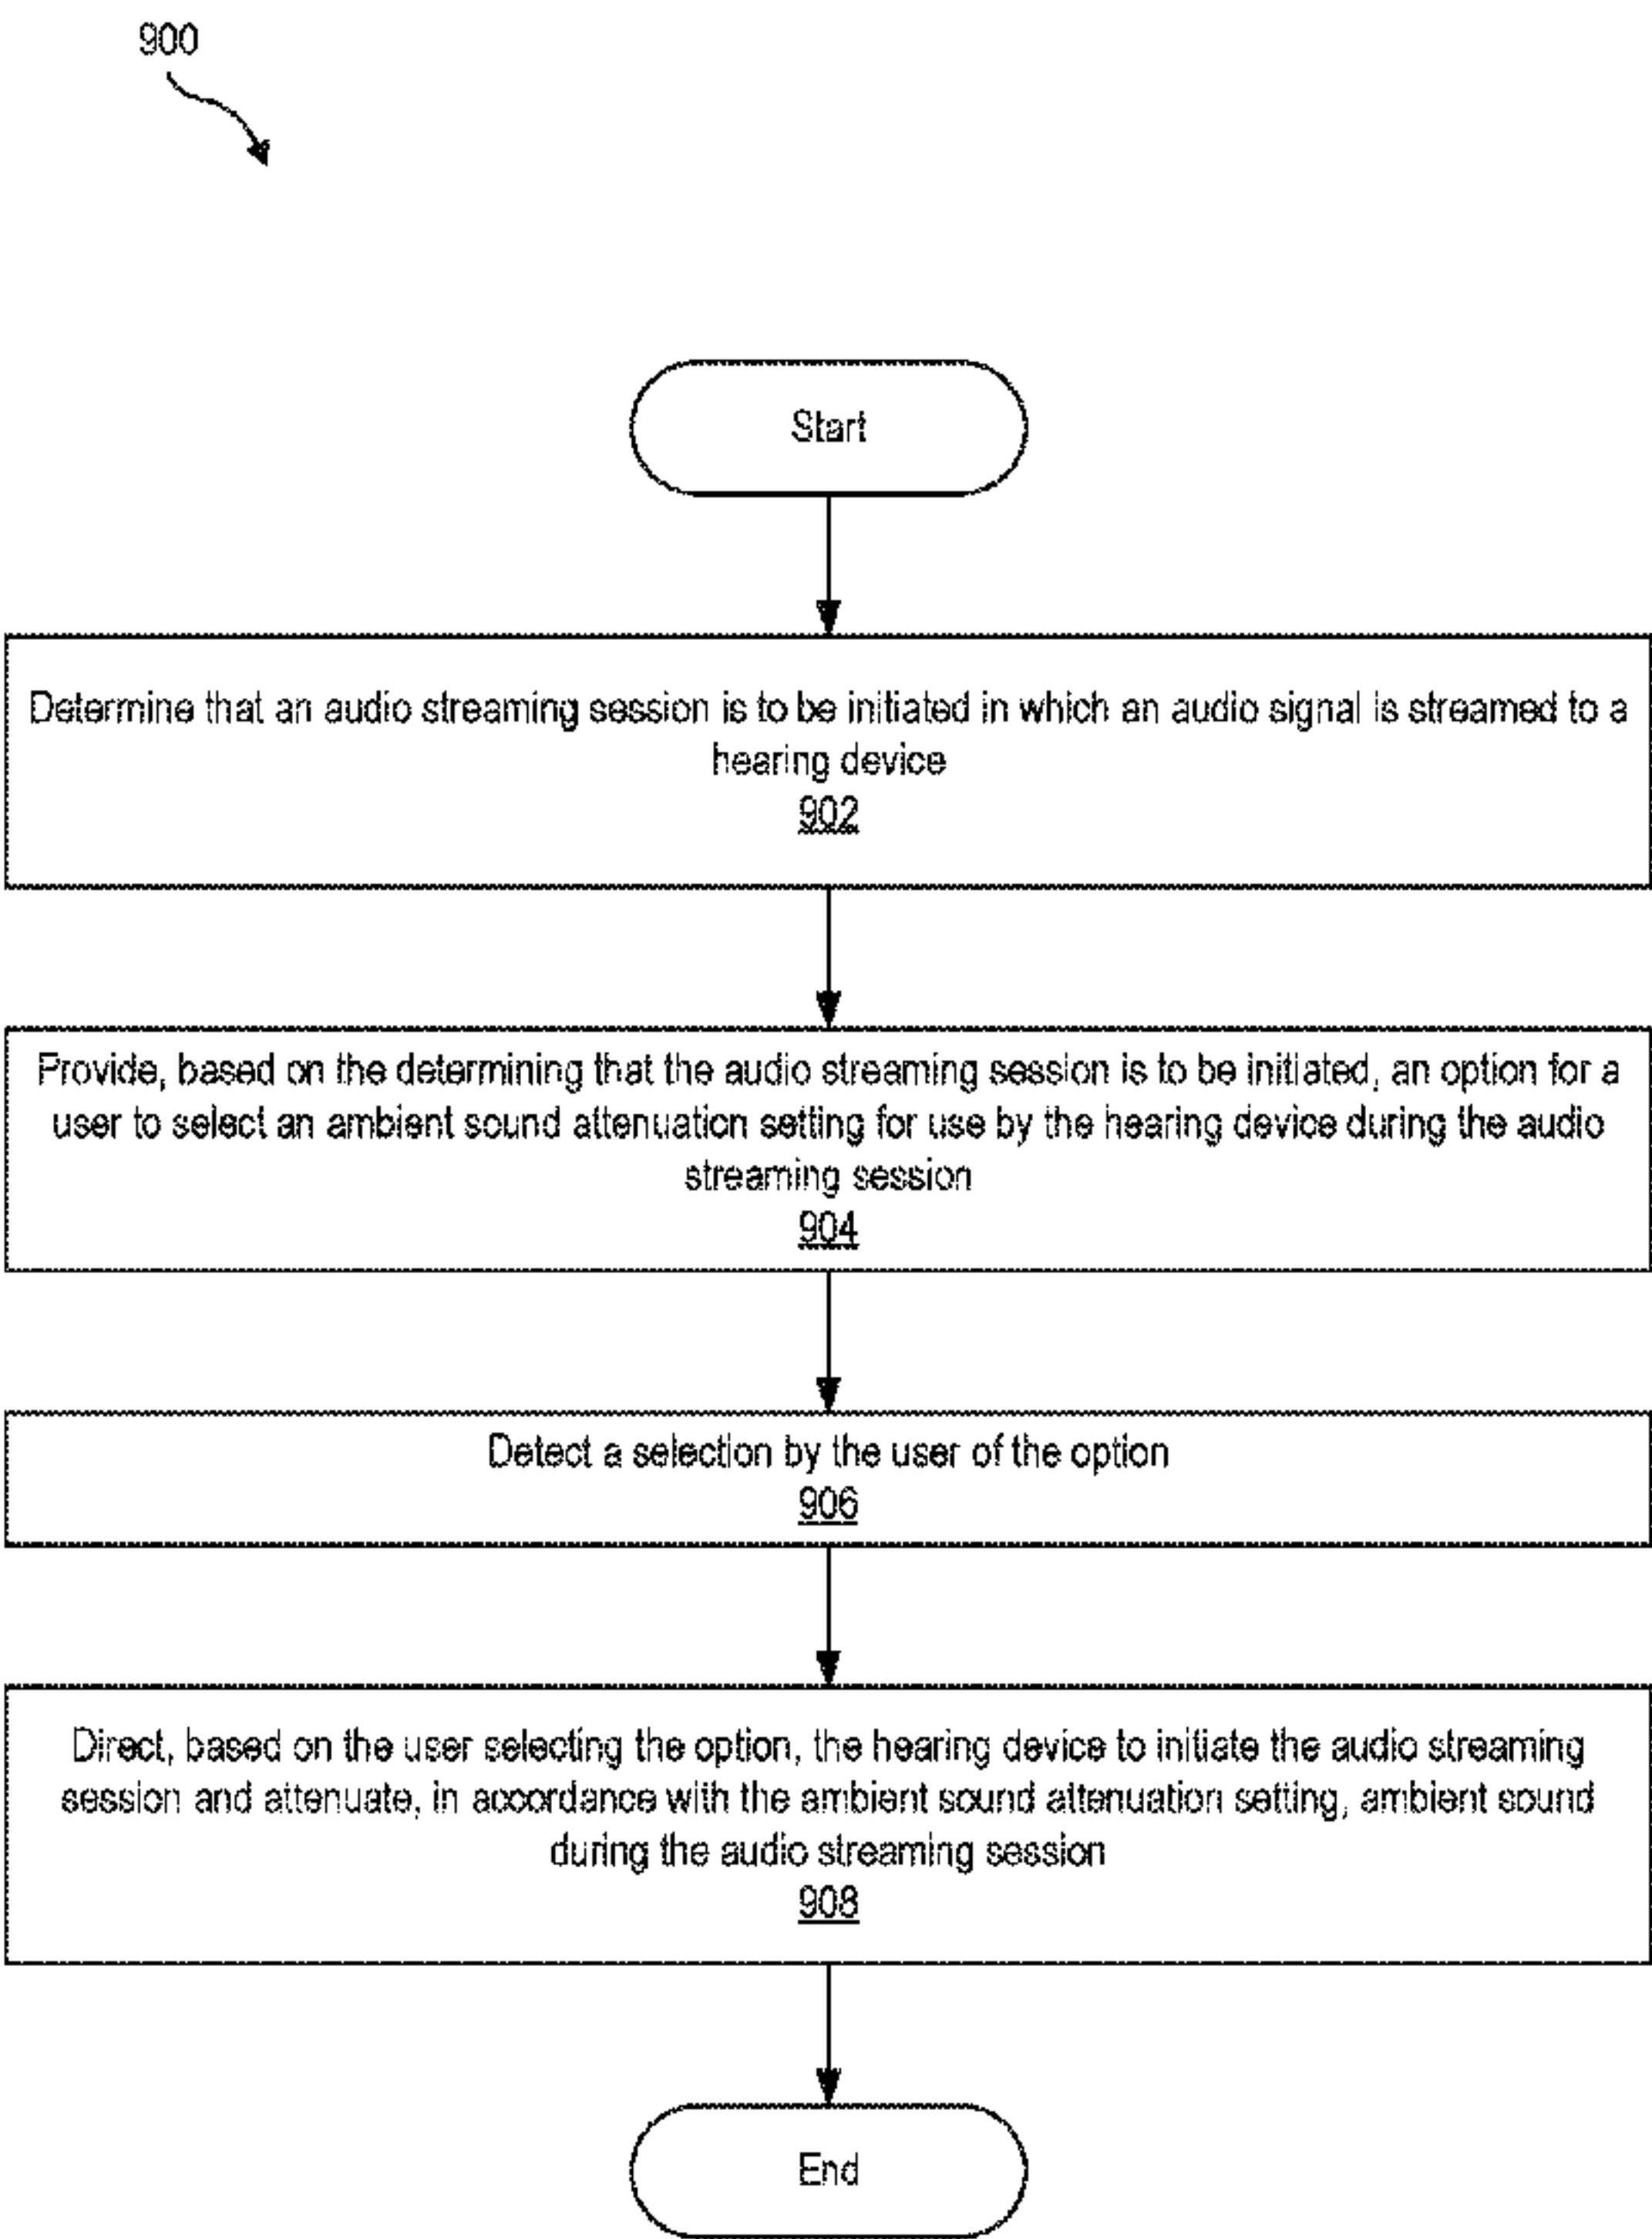 900
Start
Determine that an audio streaming session is to be initiated in which an audio signal is streamed to a
hearing device
902
Provide, based on the determining that the audio streaming session is to be initiated, an option for a
user to select an ambient sound attenuation setting for use by the hearing device during the audio
streaming session
904
Detect a selection by the user of the option
906
Direct, based on the user selecting the option, the hearing device to initiate the audio streaming
session and attenuate, in accordance with the ambient sound attenuation setting, ambient sound
during the audio streaming session
908
End